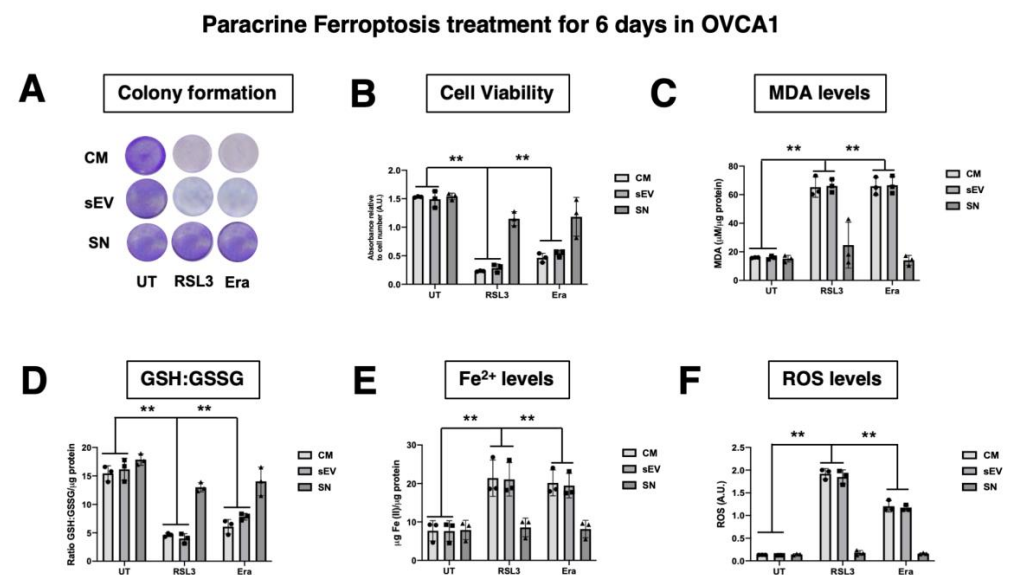 Paracrine Ferroptosis treatment for 6 days in OVCA1
A
Colony formation
CM
sEV
SN
UT RSL3 Era
B
Cell Viability
Absorbance relative
to cell number (A.U.)
2.0
1.5
1.0
0.5
0.0
** **
UT RSL3 Era
CM
sEV
SN
C
MDA levels
MDA (μM/μg protein)
80
60
40
20
0
** **
UT RSL3 Era
CM
sEV
SN
D
GSH:GSSG
Ratio GSH:GSSG/μg protein
20
15
10
5
0
** **
UT RSL3 Era
CM
sEV
SN
E
Fe²⁺ levels
μg Fe (II)/μg protein
30
20
10
0
** **
UT RSL3 Era
CM
sEV
SN
F
ROS levels
ROS (A.U.)
2.5
2.0
1.5
1.0
0.5
0.0
** **
UT RSL3 Era
CM
sEV
SN